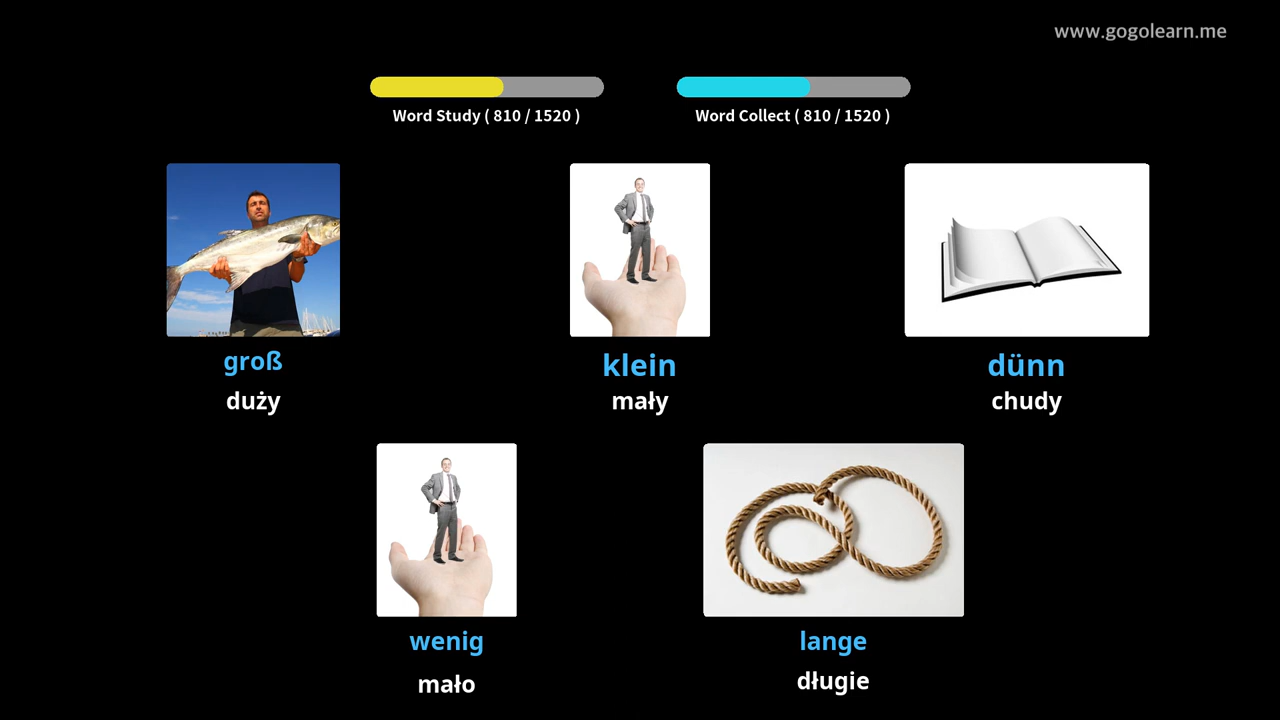 www.gogolearn.me
Word Study ( 810 / 1520 )
Word Collect ( 810 / 1520 )
groß
duży
klein
mały
dünn
chudy
wenig
mało
lange
długie